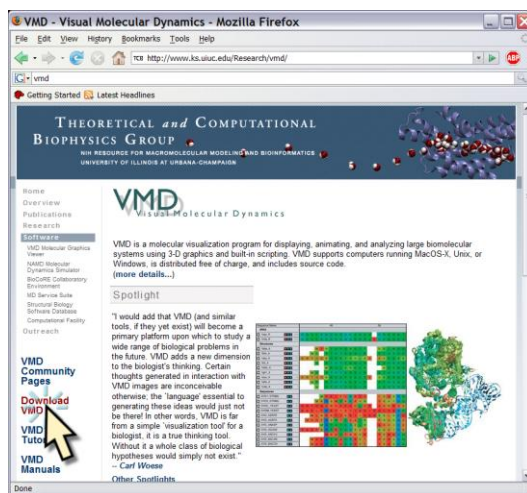 VMD - Visual Molecular Dynamics - Mozilla Firefox
File Edit View History Bookmarks Tools Help
TCB http://www.ks.uiuc.edu/Research/vmd/
ABP
G vmd
Getting Started Latest Headlines
THEORETICAL and COMPUTATIONAL
BIOPHYSICS GROUP
NIH RESOURCE FOR MACROMOLECULAR MODELING AND BIOINFORMATICS
UNIVERSITY OF ILLINOIS AT URBANA-CHAMPAIGN
Home
Overview
Publications
Research
Software
VMD Molecular Graphics
Viewer
NAMD Molecular
Dynamics Simulator
BioCoRE Collaboratory
Environment
MD Service Suite
Structural Biology
Software Database
Computational Facility
Outreach
VMD
Community
Pages
Download
VMD
VMD
Tuto
VMD
Manuals
VMD
Visual Molecular Dynamics
VMD is a molecular visualization program for displaying, animating, and analyzing large biomolecular
systems using 3-D graphics and built-in scripting. VMD supports computers running MacOS-X, Unix, or
Windows, is distributed free of charge, and includes source code.
(more details...)
Spotlight
"I would add that VMD (and similar
tools, if they yet exist) will become a
primary platform upon which to study a
wide range of biological problems in
the future. VMD adds a new dimension
to the biologist's thinking. Certain
thoughts generated in interaction with
VMD images are inconceivable
otherwise; the 'language' essential to
generating these ideas would just not
be there! In other words, VMD is far
from a simple 'visualization tool' for a
biologist, it is a true thinking tool.
Without it a whole class of biological
hypotheses would simply not exist."
-- Carl Woese
Other Spotlights
Done